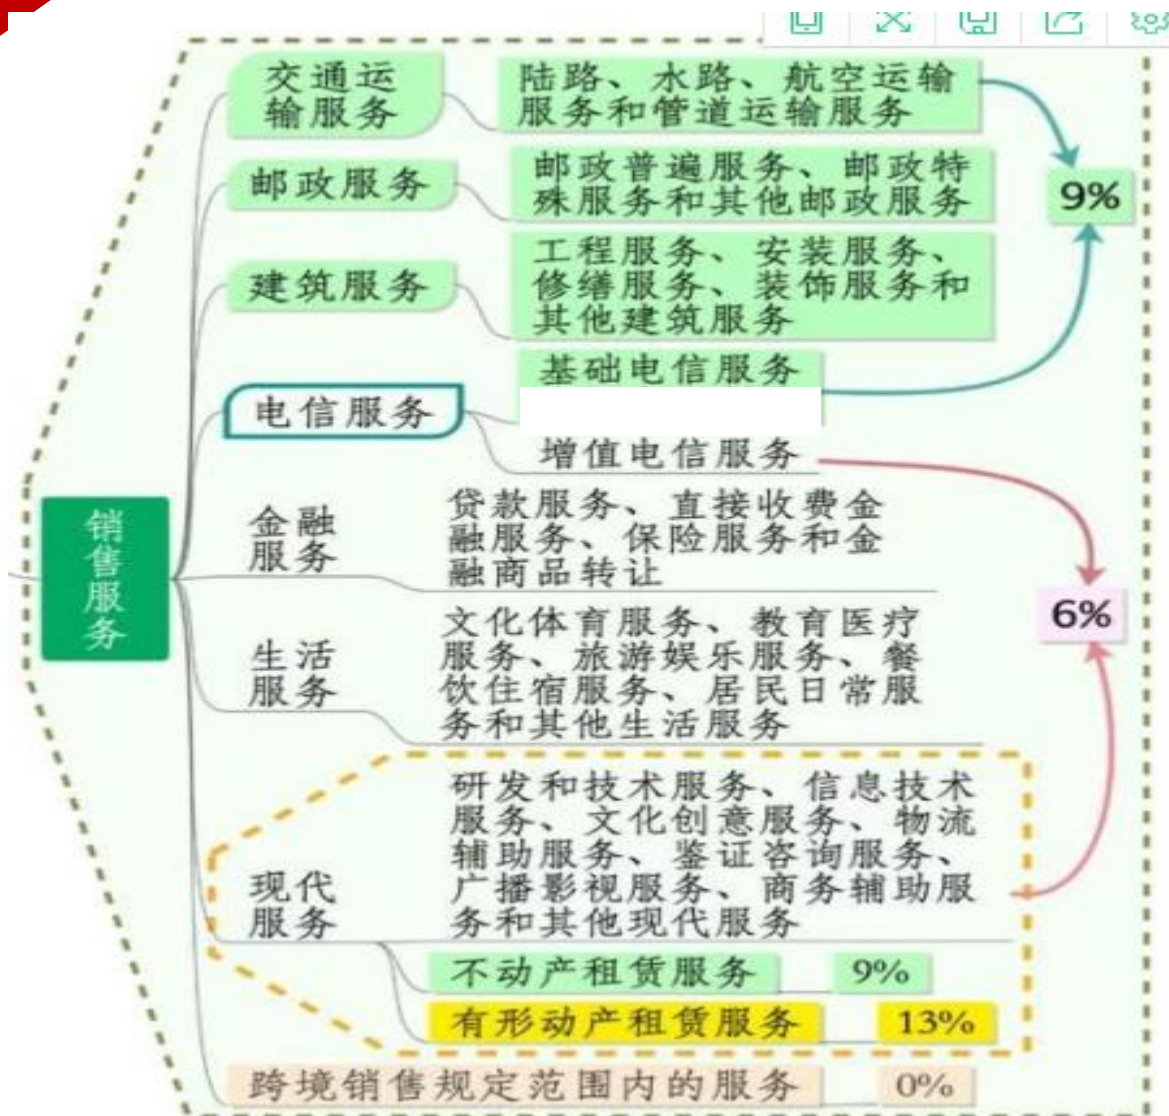 交通运
输服务
陆路、水路、航空运输
服务和管道运输服务
邮政服务
邮政普遍服务、邮政特
殊服务和其他邮政服务
9%
建筑服务
工程服务、安装服务、
修缮服务、装饰服务和
其他建筑服务
电信服务
基础电信服务
增值电信服务
销售服务
金融
服务
贷款服务、直接收费金
融服务、保险服务和金
融商品转让
6%
生活
服务
文化体育服务、教育医疗
服务、旅游娱乐服务、餐
饮住宿服务、居民日常服
务和其他生活服务
现代
服务
研发和技术服务、信息技术
服务、文化创意服务、物流
辅助服务、鉴证咨询服务、
广播影视服务、商务辅助服
务和其他现代服务
不动产租赁服务
9%
有形动产租赁服务
13%
跨境销售规定范围内的服务
0%